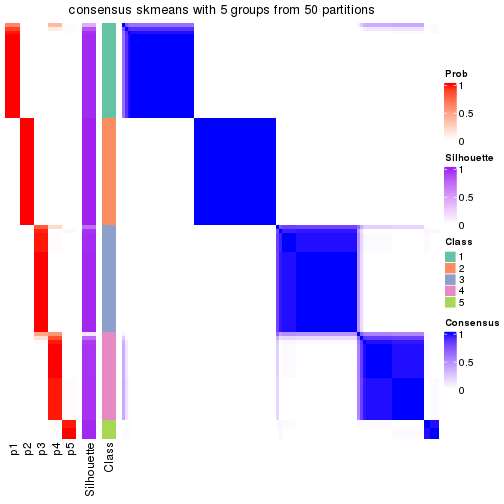 consensus skmeans with 5 groups from 50 partitions
Prob
1
0.5
0
Silhouette
1
0.5
0
Class
1
2
3
4
5
Consensus
1
0.5
0
p1
p2
p3
p4
p5
Silhouette
Class